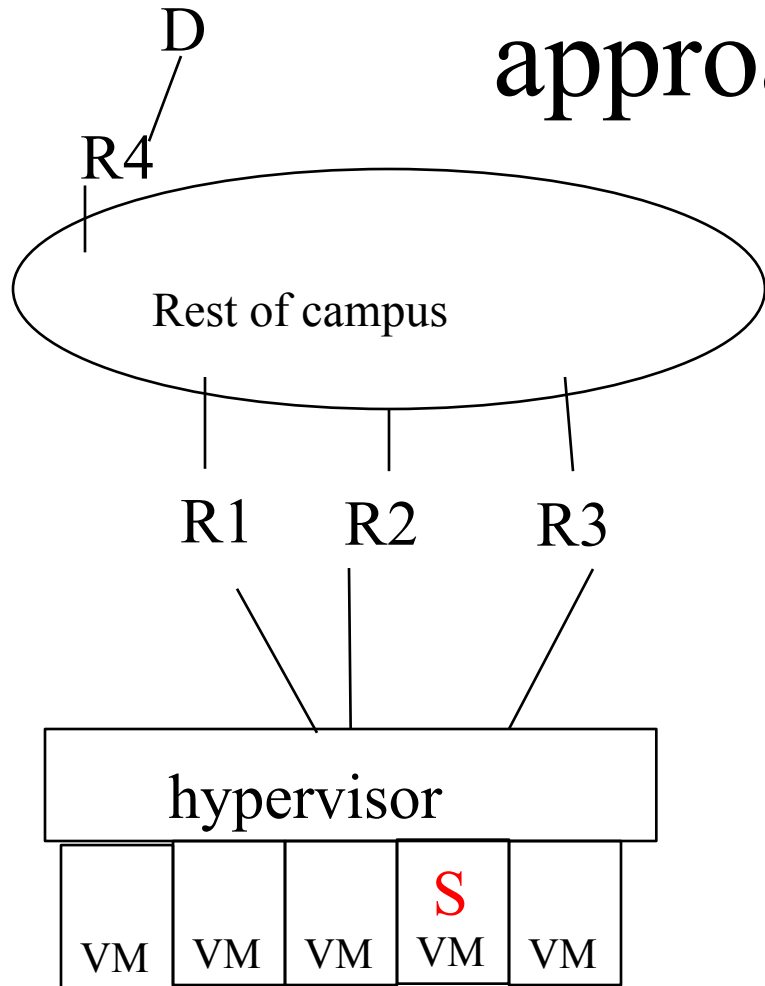 D
appro
R4
Rest of campus
R1 R2 R3
hypervisor
S
VM VM VM VM VM